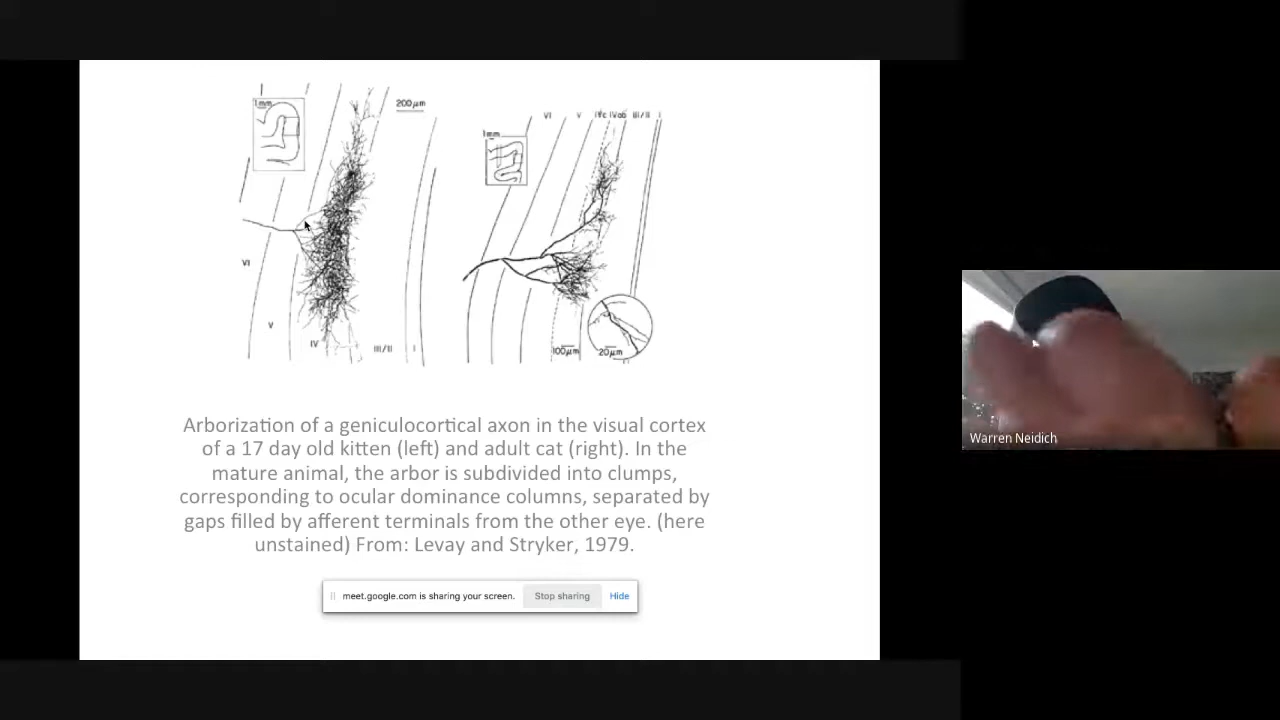 1mm
200 µm
VI
V
IV
III/II
I
VI V IVc IVab III/II I
1mm
100µm
20µm
Arborization of a geniculocortical axon in the visual cortex
of a 17 day old kitten (left) and adult cat (right). In the
mature animal, the arbor is subdivided into clumps,
corresponding to ocular dominance columns, separated by
gaps filled by afferent terminals from the other eye. (here
unstained) From: Levay and Stryker, 1979.
meet.google.com is sharing your screen. Stop sharing Hide
Warren Neidich